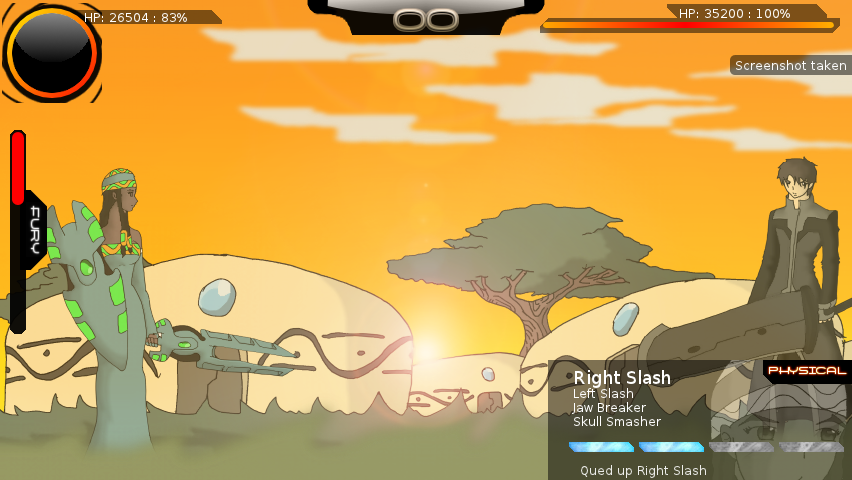 HP: 26504 : 83%
HP: 35200 : 100%
Screenshot taken
FURY
PHYSICAL
Right Slash
Left Slash
Jaw Breaker
Skull Smasher
Qued up Right Slash